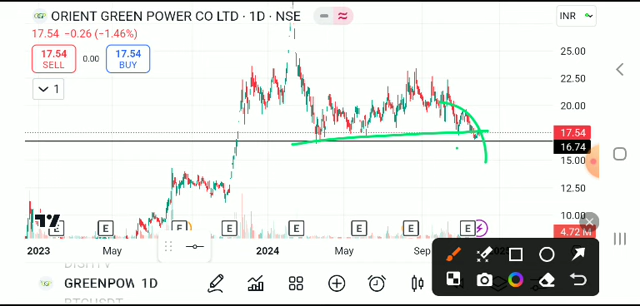 ORIENT GREEN POWER CO LTD · 1D · NSE
INR
17.54 −0.26 (−1.46%)
17.54
SELL
0.00
17.54
BUY
1
25.00
22.50
20.00
17.54
16.74
15.00
12.50
10.00
4.72 M
E E E E E E E E
2023 May 2024 May Sep
GREENPOW 1D